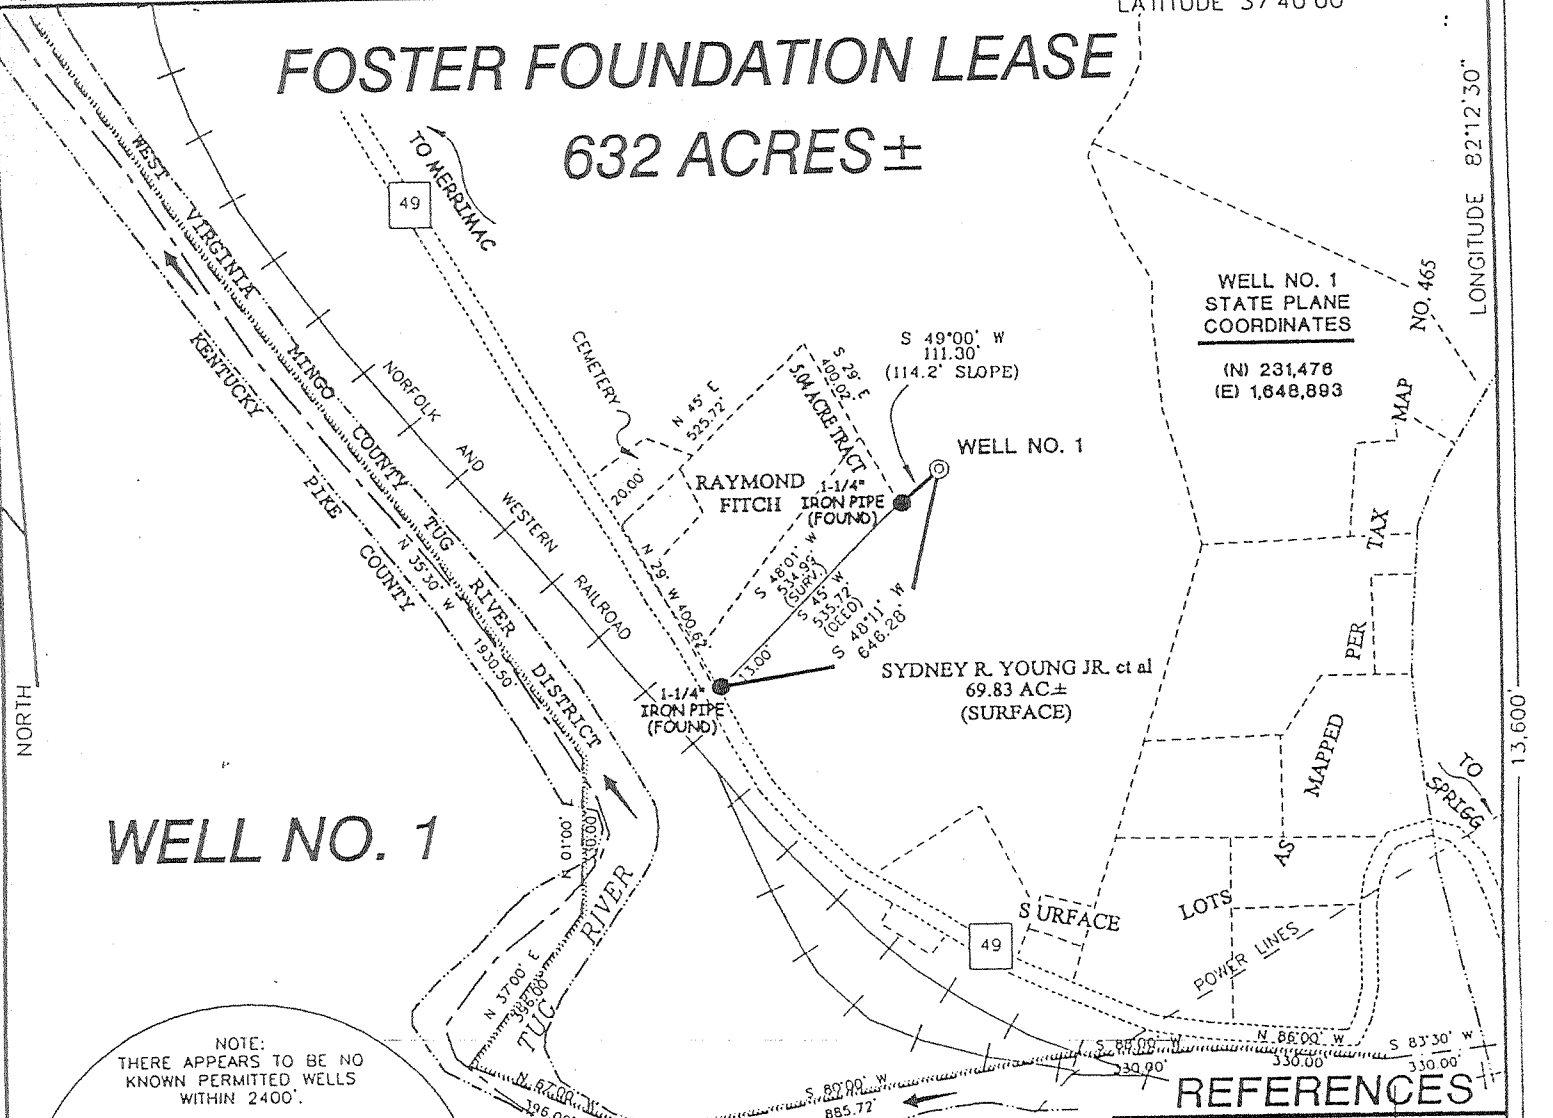 LATITUDE 37°40'00"
FOSTER FOUNDATION LEASE
632 ACRES ±
LONGITUDE 82°12'30"
TO MERRIMAC
49
WEST VIRGINIA
MINGO COUNTY
TUG RIVER DISTRICT
KENTUCKY
PIKE COUNTY
NORFOLK AND WESTERN RAILROAD
N 35°30' W
1930.50'
CEMETERY
N 45° E
525.72'
20.00'
S 29° E
400.02'
5.04 ACRE TRACT
RAYMOND
FITCH
1-1/4"
IRON PIPE
(FOUND)
S 49°00' W
111.30'
(114.2' SLOPE)
WELL NO. 1
WELL NO. 1
STATE PLANE
COORDINATES
(N) 231,476
(E) 1,648,893
N 29° W 400.62'
S 48°01' W
534.99'
(SURV.)
S 45° W
535.72'
(DEED)
S 48°11' W
646.28'
13.00'
1-1/4"
IRON PIPE
(FOUND)
SYDNEY R. YOUNG JR. et al
69.83 AC.±
(SURFACE)
SURFACE LOTS AS MAPPED PER TAX MAP NO. 465
TO SPRIGG
13,600'
NORTH
WELL NO. 1
N 01°00' E
TUG RIVER
N 37°00' E
396.00'
49
POWER LINES
NOTE:
THERE APPEARS TO BE NO
KNOWN PERMITTED WELLS
WITHIN 2400'.
N 67°00' W
396.00'
S 80°00' W
885.72'
S 88°00' W
330.00'
N 86°00' W
330.00'
S 83°30' W
330.00'
REFERENCES